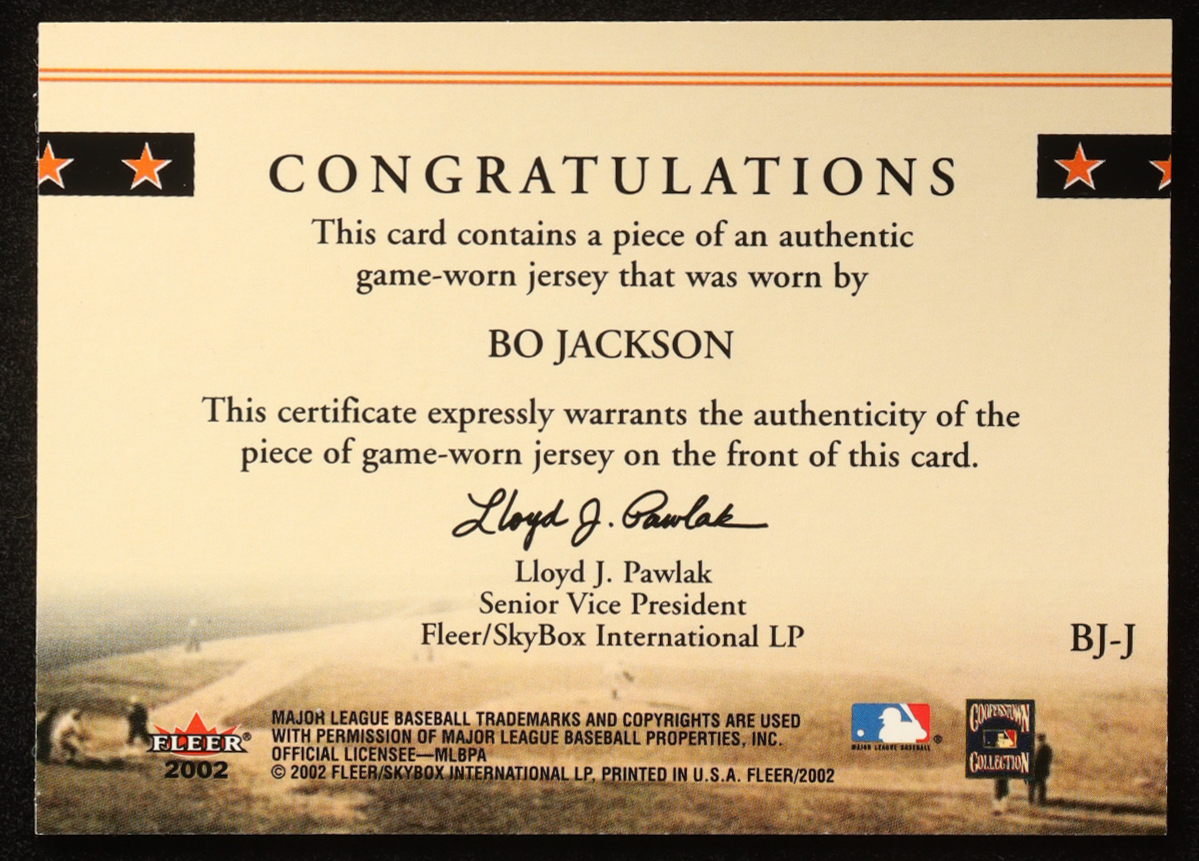 CONGRATULATIONS
This card contains a piece of an authentic
game-worn jersey that was worn by
BO JACKSON
This certificate expressly warrants the authenticity of the
piece of game-worn jersey on the front of this card.
Lloyd J. Pawlak
Lloyd J. Pawlak
Senior Vice President
Fleer/SkyBox International LP
BJ-J
FLEER®
2002
MAJOR LEAGUE BASEBALL TRADEMARKS AND COPYRIGHTS ARE USED
WITH PERMISSION OF MAJOR LEAGUE BASEBALL PROPERTIES, INC.
OFFICIAL LICENSEE—MLBPA
© 2002 FLEER/SKYBOX INTERNATIONAL LP, PRINTED IN U.S.A. FLEER/2002
MAJOR LEAGUE BASEBALL ®
COOPERSTOWN
COLLECTION